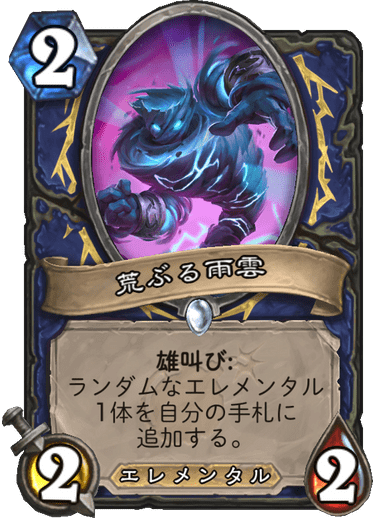 2
荒ぶる雨雲
雄叫び:
ランダムなエレメンタル
1体を自分の手札に
追加する。
2
エレメンタル
2